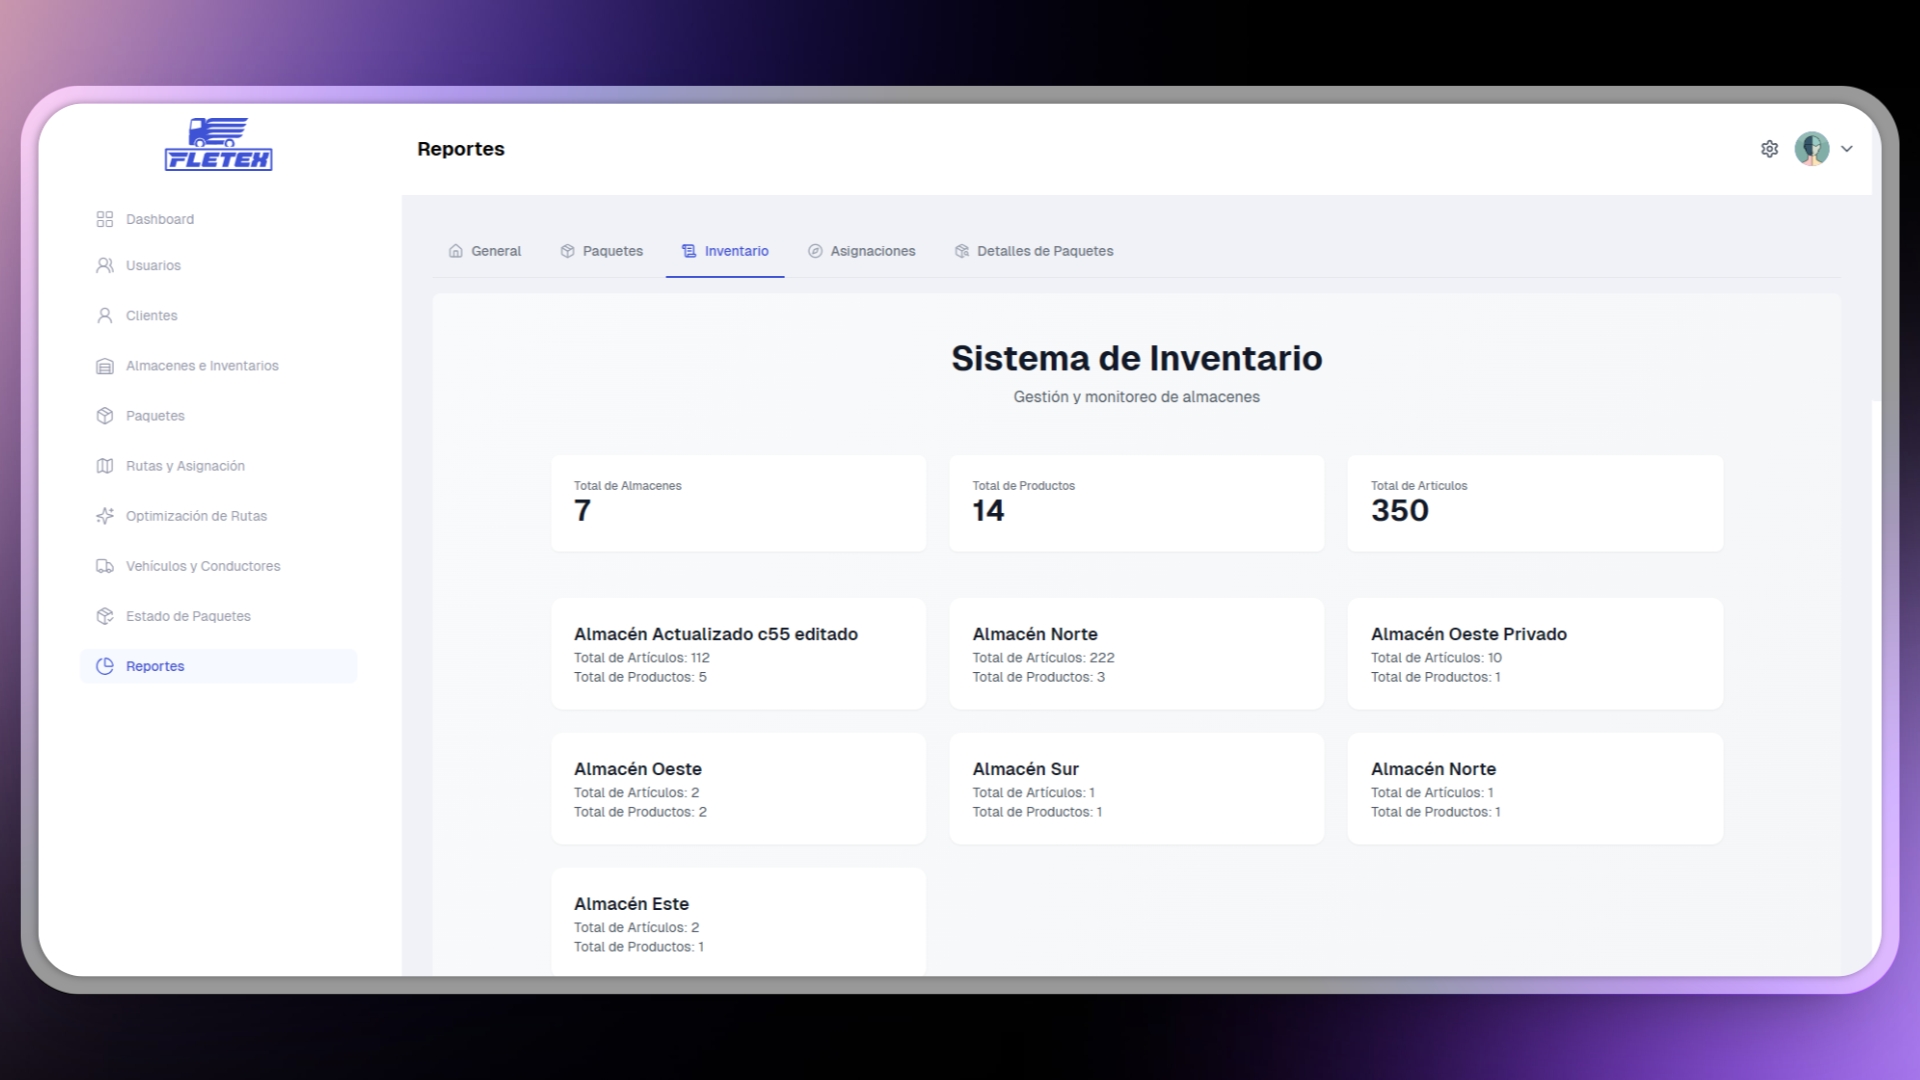 FLETEX
Reportes
Dashboard
Usuarios
Clientes
Almacenes e Inventarios
Paquetes
Rutas y Asignación
Optimización de Rutas
Vehículos y Conductores
Estado de Paquetes
Reportes
General
Paquetes
Inventario
Asignaciones
Detalles de Paquetes
Sistema de Inventario
Gestión y monitoreo de almacenes
Total de Almacenes
7
Total de Productos
14
Total de Artículos
350
Almacén Actualizado c55 editado
Total de Artículos: 112
Total de Productos: 5
Almacén Norte
Total de Artículos: 222
Total de Productos: 3
Almacén Oeste Privado
Total de Artículos: 10
Total de Productos: 1
Almacén Oeste
Total de Artículos: 2
Total de Productos: 2
Almacén Sur
Total de Artículos: 1
Total de Productos: 1
Almacén Norte
Total de Artículos: 1
Total de Productos: 1
Almacén Este
Total de Artículos: 2
Total de Productos: 1